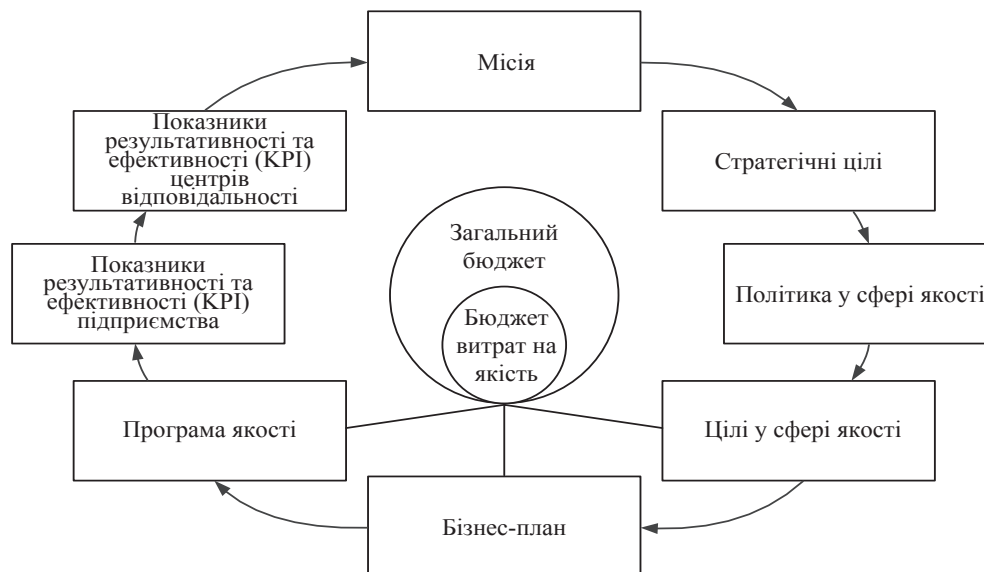 Місія
Показники
результативності та
ефективності (KPI)
центрів
відповідальності
Стратегічні цілі
Загальний
бюджет
Показники
результативності та
ефективності (KPI)
підприємства
Політика у сфері якості
Бюджет
витрат на
якість
Програма якості
Цілі у сфері якості
Бізнес-план